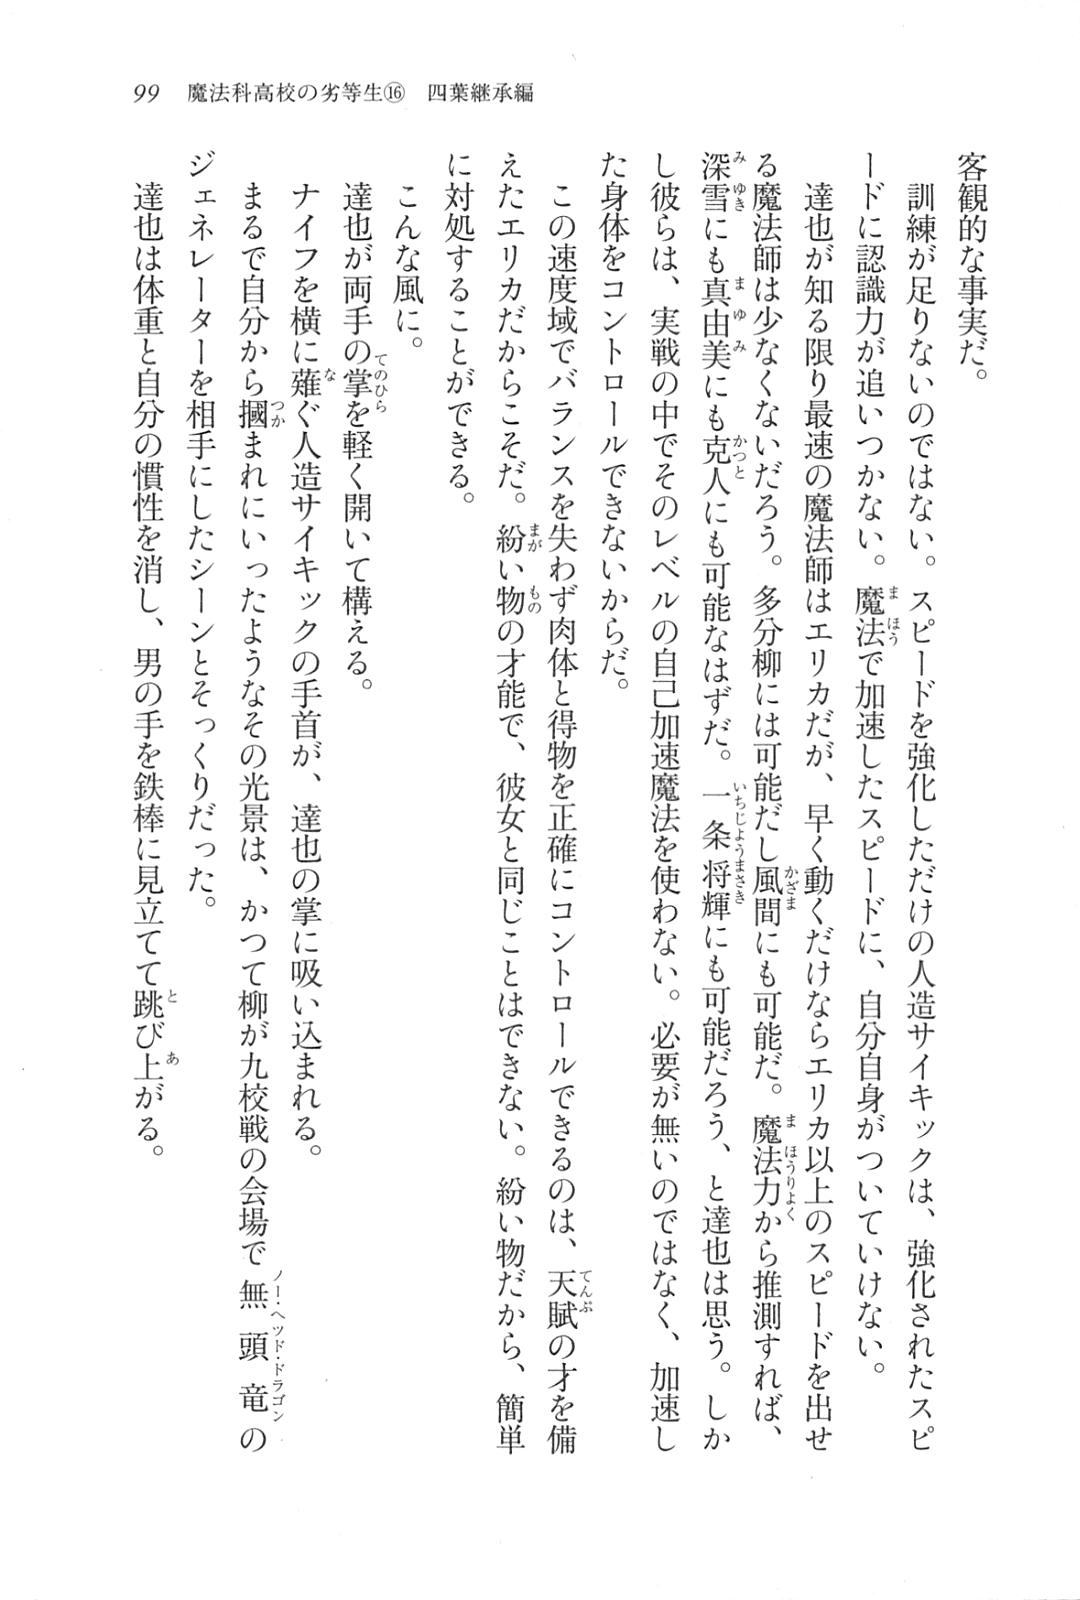 99　魔法科高校の劣等生⑯　四葉継承編
客観的な事実だ。
　訓練が足りないのではない。スピードを強化しただけの人造サイキックは、強化されたスピ
ードに認識力が追いつかない。魔法で加速したスピードに、自分自身がついていけない。
　達也が知る限り最速の魔法師はエリカだが、早く動くだけならエリカ以上のスピードを出せ
る魔法師は少なくないだろう。多分柳には可能だし風間にも可能だ。魔法力から推測すれば、
深雪にも真由美にも克人にも可能なはずだ。一条将輝にも可能だろう、と達也は思う。しか
し彼らは、実戦の中でそのレベルの自己加速魔法を使わない。必要が無いのではなく、加速し
た身体をコントロールできないからだ。
　この速度域でバランスを失わず肉体と得物を正確にコントロールできるのは、天賦の才を備
えたエリカだからこそだ。紛い物の才能で、彼女と同じことはできない。紛い物だから、簡単
に対処することができる。
　こんな風に。
　達也が両手の掌を軽く開いて構える。
　ナイフを横に薙ぐ人造サイキックの手首が、達也の掌に吸い込まれる。
　まるで自分から摑まれにいったようなその光景は、かつて柳が九校戦の会場で無頭竜の
ジェネレーターを相手にしたシーンとそっくりだった。
　達也は体重と自分の慣性を消し、男の手を鉄棒に見立てて跳び上がる。